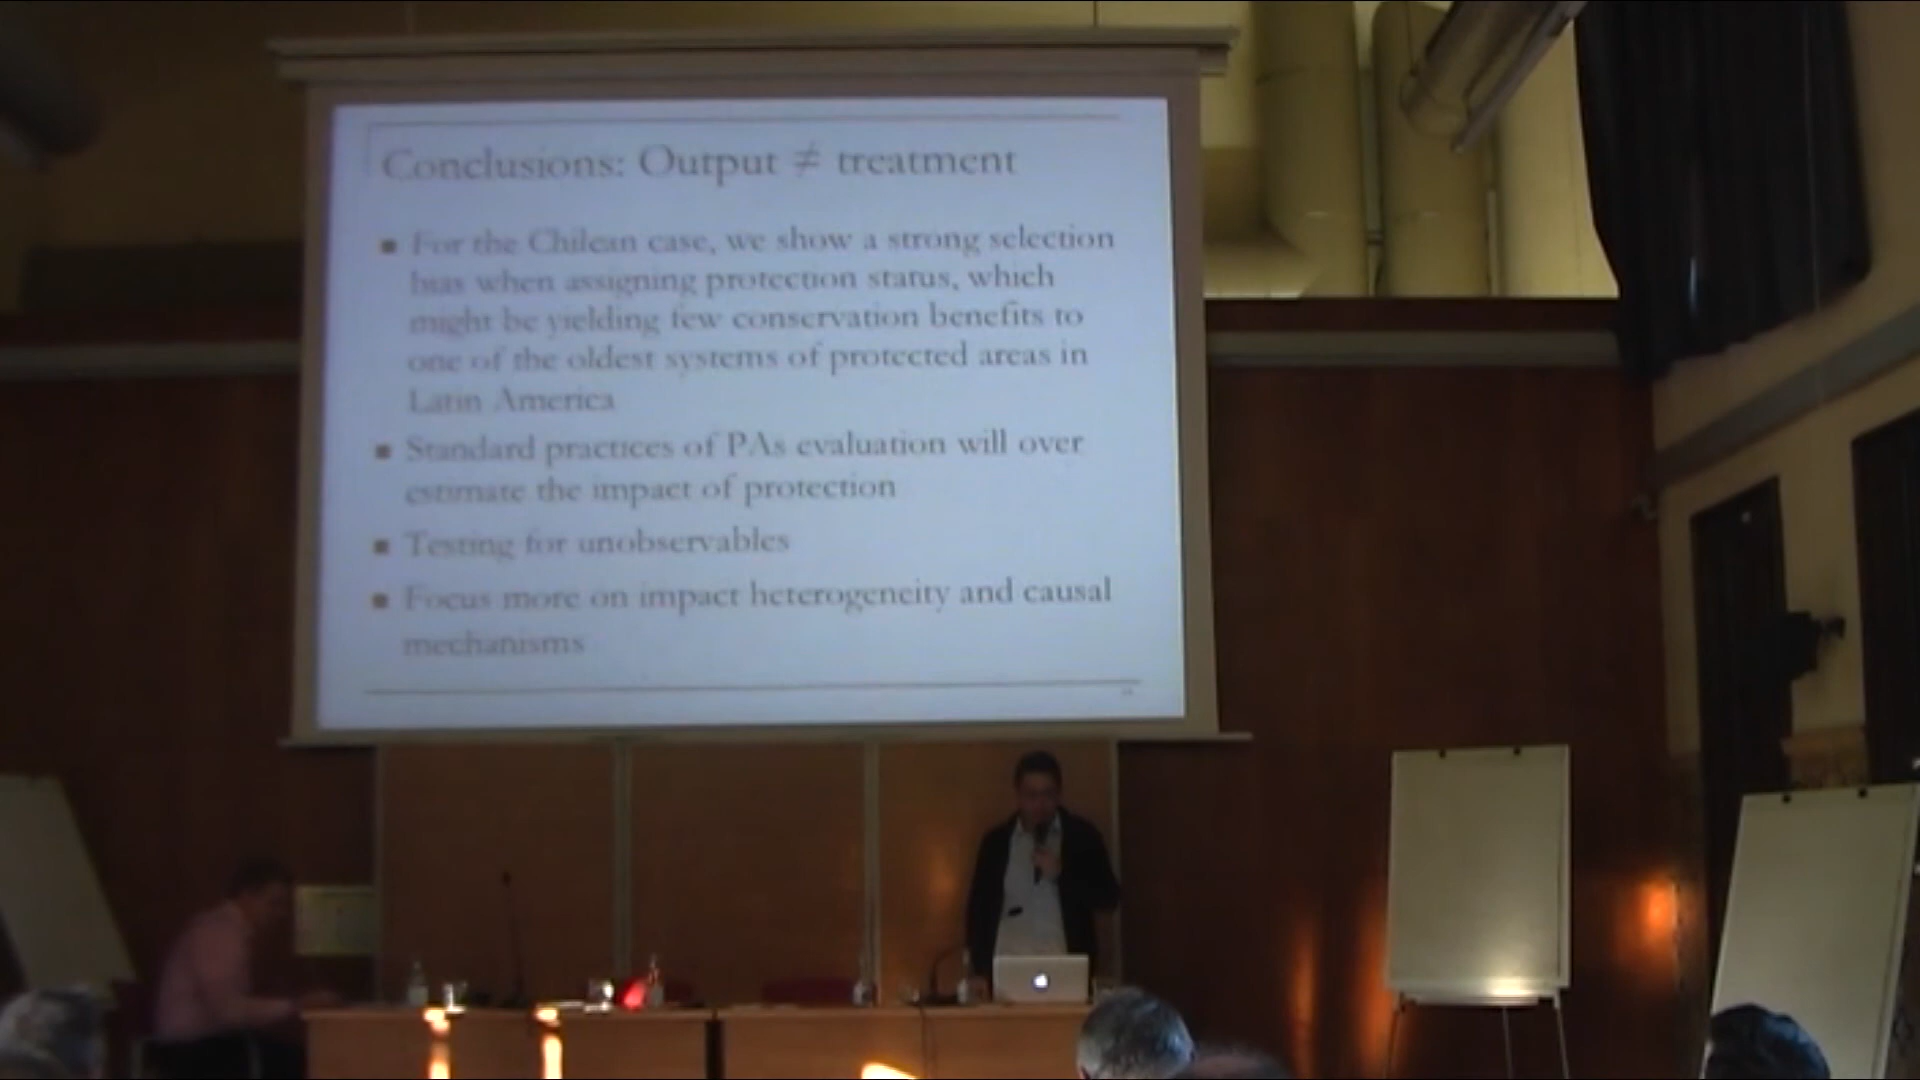 Conclusions: Output ≠ treatment
For the Chilean case, we show a strong selection
bias when assigning protection status, which
might be yielding few conservation benefits to
one of the oldest systems of protected areas in
Latin America
Standard practices of PAs evaluation will over
estimate the impact of protection
Testing for unobservables
Focus more on impact heterogeneity and causal
mechanisms